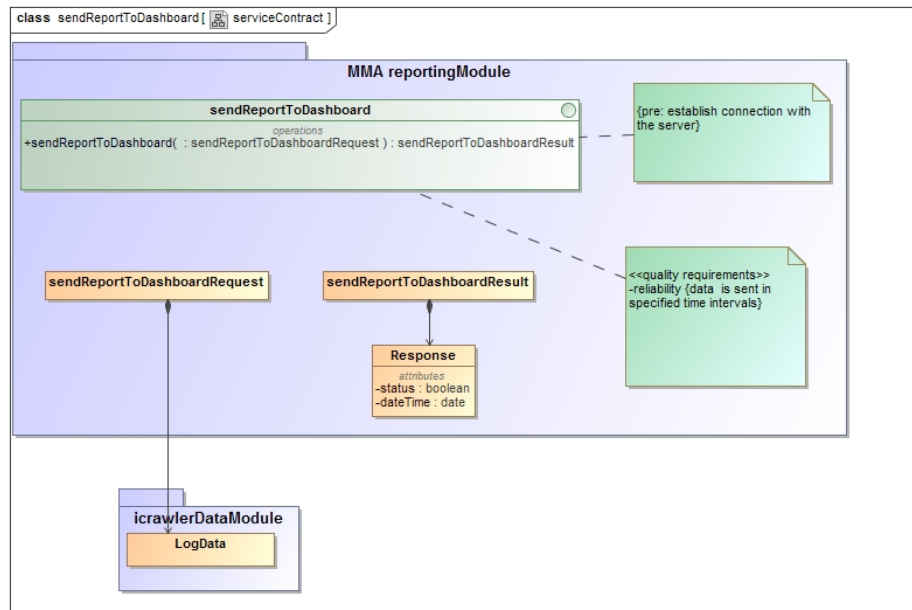 class sendReportToDashboard [ serviceContract ]
MMA reportingModule
sendReportToDashboard
operations
+sendReportToDashboard( : sendReportToDashboardRequest ) : sendReportToDashboardResult
{pre: establish connection with
the server}
<<quality requirements>>
-reliability {data is sent in
specified time intervals}
sendReportToDashboardRequest
sendReportToDashboardResult
Response
attributes
-status : boolean
-dateTime : date
icrawlerDataModule
LogData